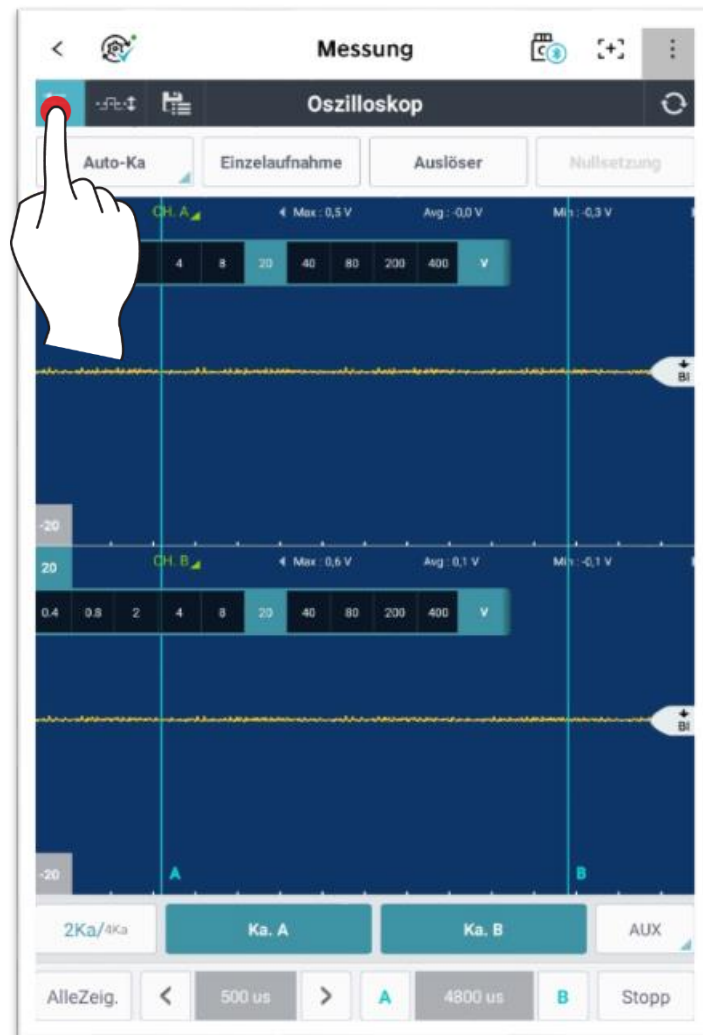 Messung
Oszilloskop
Auto-Ka Einzelaufnahme Auslöser Nullsetzung
CH. A Max : 0,5 V Avg : -0,0 V Min : -0,3 V
4 8 20 40 80 200 400 V
BI
-20
20 CH. B Max : 0,6 V Avg : 0,1 V Min : -0,1 V
0.4 0.8 2 4 8 20 40 80 200 400 V
BI
-20 A B
2Ka/4Ka Ka. A Ka. B AUX
AlleZeig. < 500 us > A 4800 us B Stopp